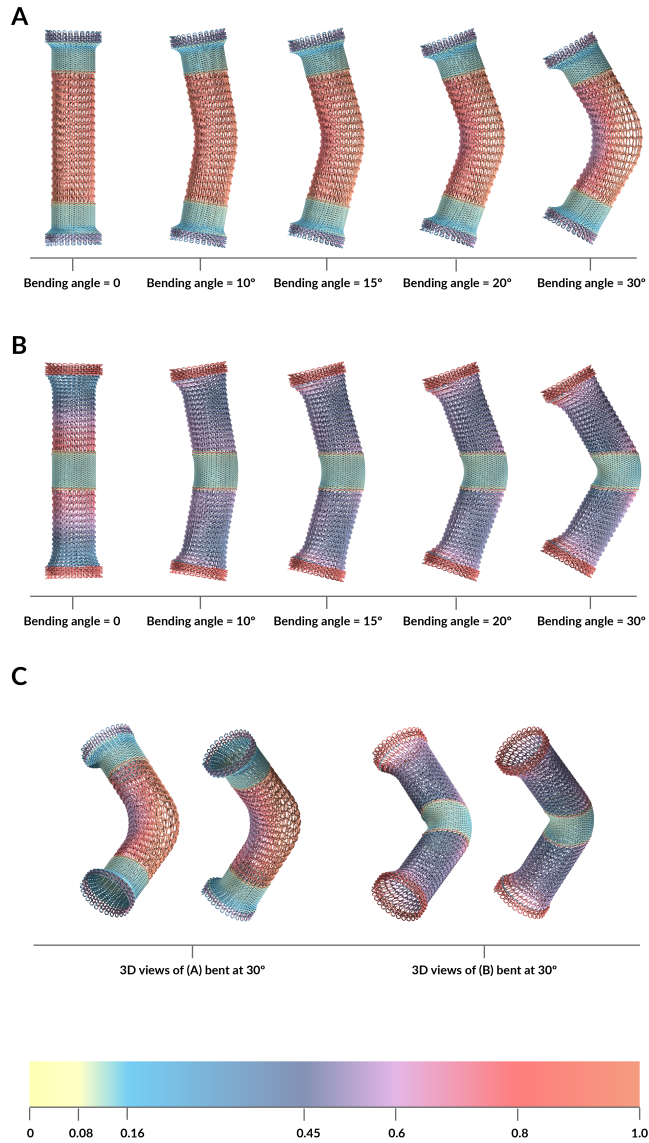 A
Bending angle = 0
Bending angle = 10°
Bending angle = 15°
Bending angle = 20°
Bending angle = 30°
B
Bending angle = 0
Bending angle = 10°
Bending angle = 15°
Bending angle = 20°
Bending angle = 30°
C
3D views of (A) bent at 30°
3D views of (B) bent at 30°
0 0.08 0.16 0.45 0.6 0.8 1.0